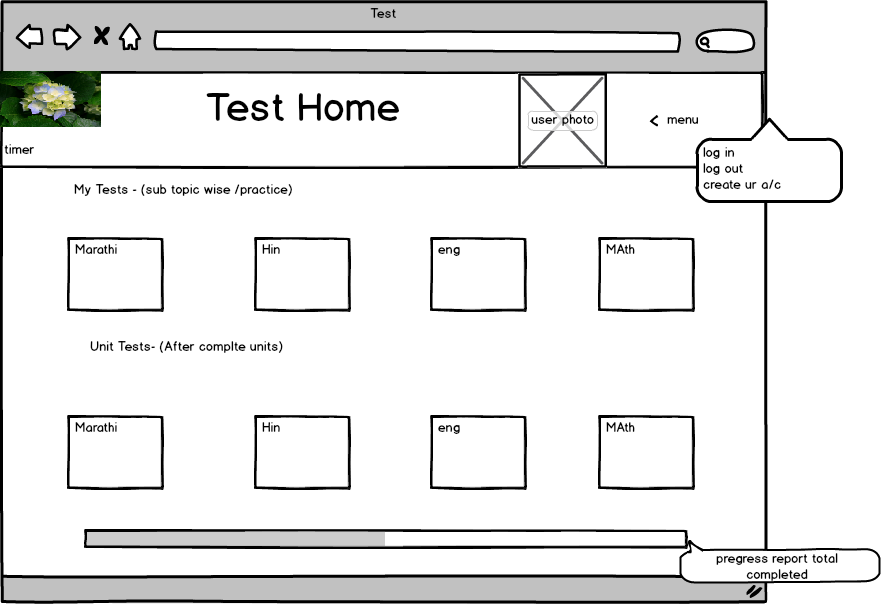 Test
Test Home
user photo
menu
timer
log in
log out
create ur a/c
My Tests - (sub topic wise /practice)
Marathi
Hin
eng
MAth
Unit Tests- (After complte units)
Marathi
Hin
eng
MAth
pregress report total
completed